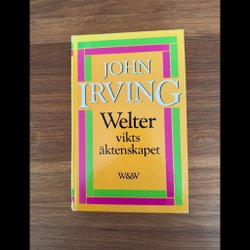 JOHN
IRVING
Welter
vikts
äktenskapet
W&W